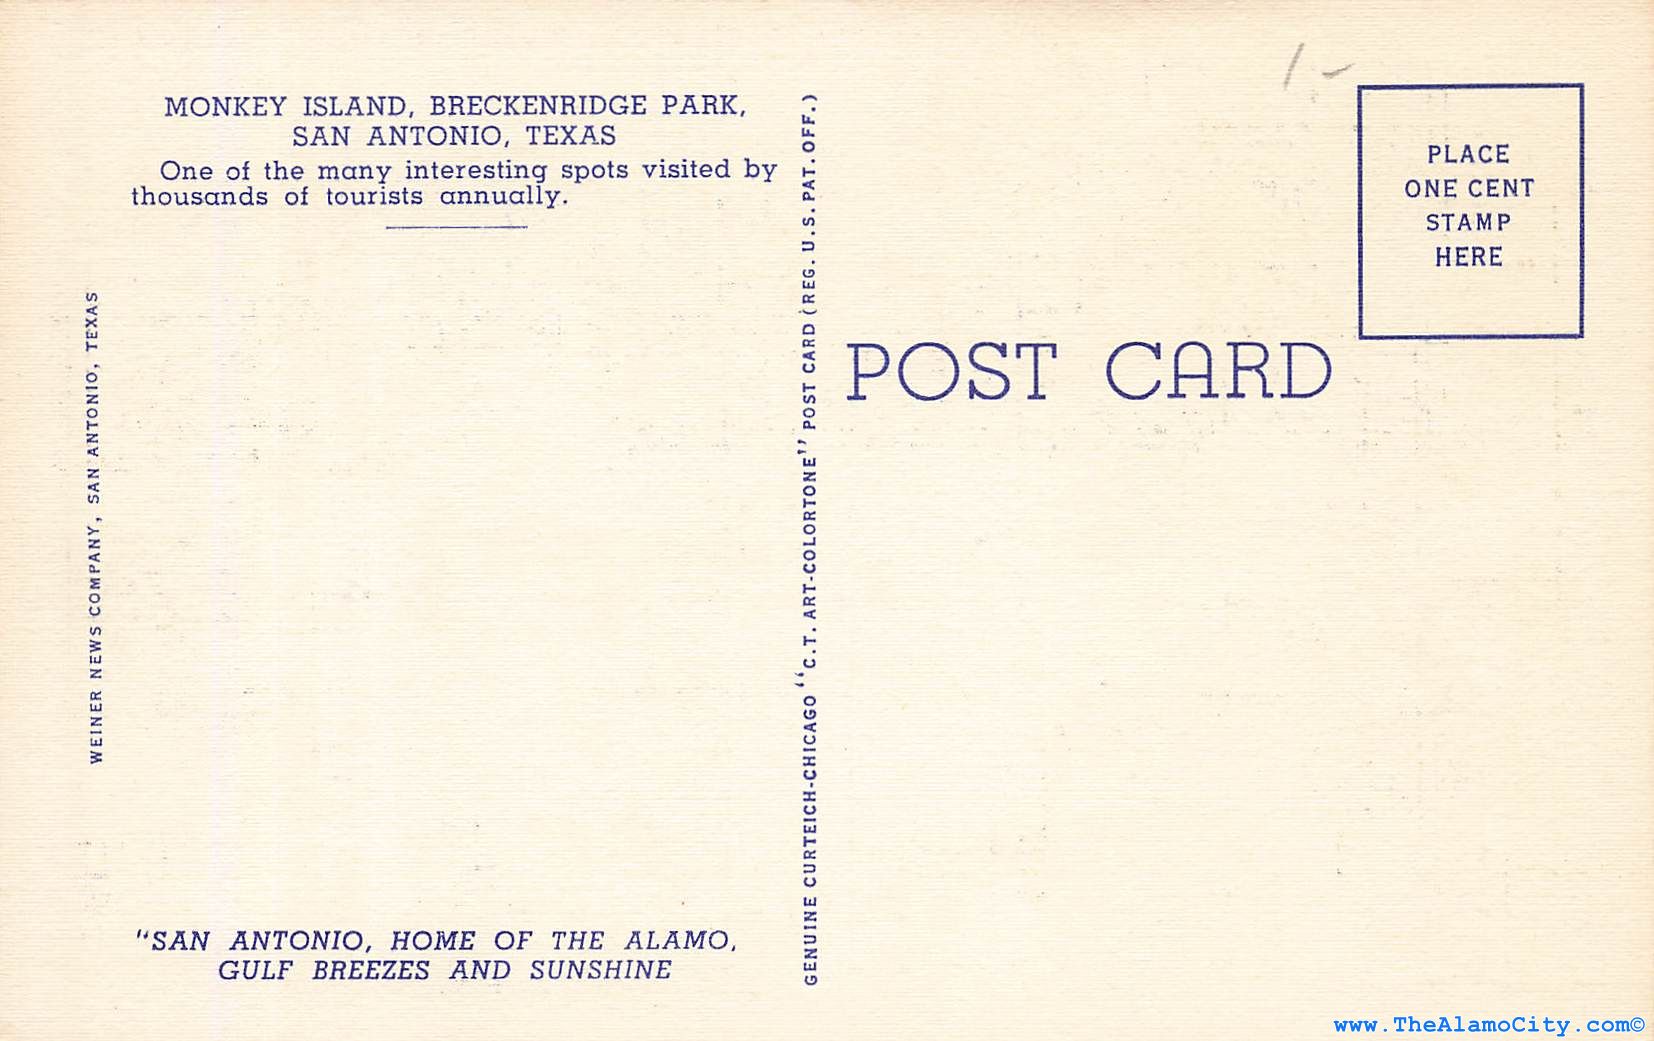 MONKEY ISLAND, BRECKENRIDGE PARK,
SAN ANTONIO, TEXAS
One of the many interesting spots visited by
thousands of tourists annually.
WEINER NEWS COMPANY, SAN ANTONIO, TEXAS
"SAN ANTONIO, HOME OF THE ALAMO,
GULF BREEZES AND SUNSHINE
GENUINE CURTEICH-CHICAGO "C.T. ART-COLORTONE" POST CARD (REG. U.S. PAT. OFF.)
1-
PLACE
ONE CENT
STAMP
HERE
POST CARD
www.TheAlamoCity.com©